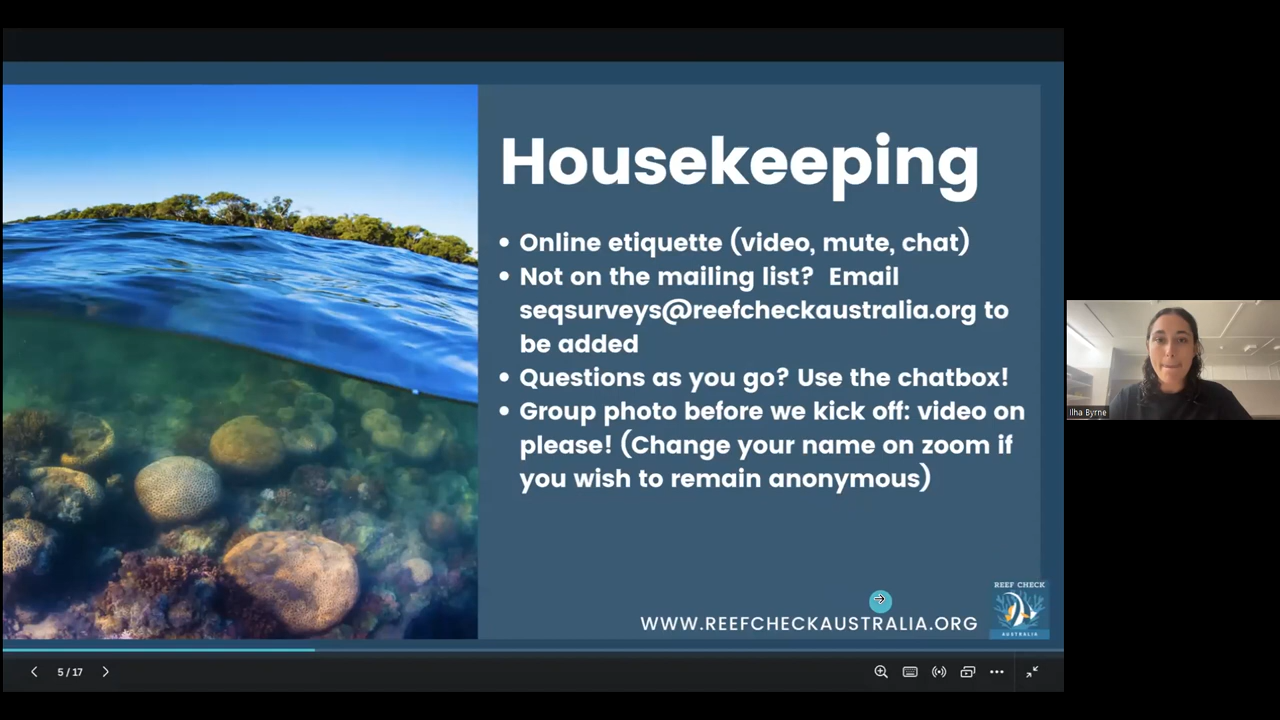 Housekeeping
• Online etiquette (video, mute, chat)
• Not on the mailing list?  Email
seqsurveys@reefcheckaustralia.org to
be added
• Questions as you go? Use the chatbox!
• Group photo before we kick off: video on
please! (Change your name on zoom if
you wish to remain anonymous)
Ilha Byrne
REEF CHECK
AUSTRALIA
WWW.REEFCHECKAUSTRALIA.ORG
5 / 17